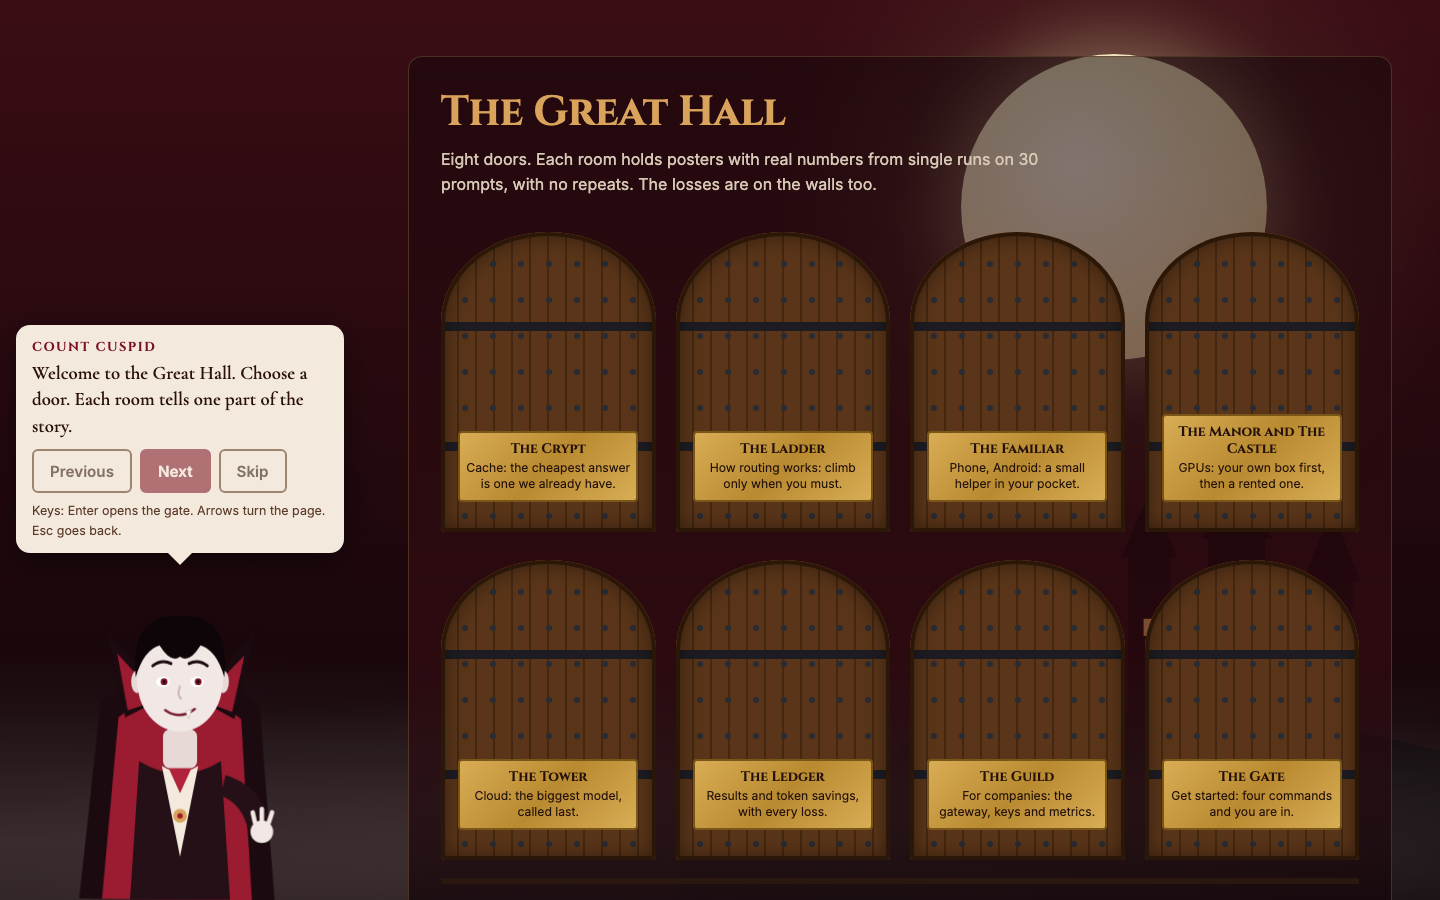 The Great Hall
Eight doors. Each room holds posters with real numbers from single runs on 30
prompts, with no repeats. The losses are on the walls too.
COUNT CUSPID
Welcome to the Great Hall. Choose a
door. Each room tells one part of the
story.
Previous
Next
Skip
Keys: Enter opens the gate. Arrows turn the page.
Esc goes back.
The Crypt
Cache: the cheapest answer
is one we already have.
The Ladder
How routing works: climb
only when you must.
The Familiar
Phone, Android: a small
helper in your pocket.
The Manor and The
Castle
GPUs: your own box first,
then a rented one.
The Tower
Cloud: the biggest model,
called last.
The Ledger
Results and token savings,
with every loss.
The Guild
For companies: the
gateway, keys and metrics.
The Gate
Get started: four commands
and you are in.